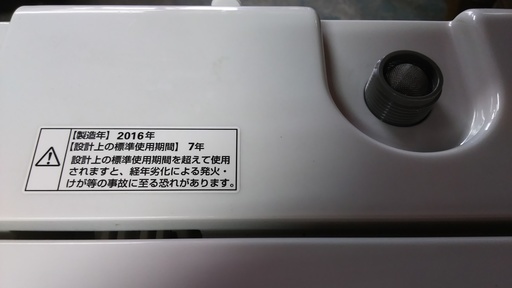 【製造年】 2016年
【設計上の標準使用期間】 7年
設計上の標準使用期間を超えて使用
されますと、経年劣化による発火・
けが等の事故に至る恐れがあります。